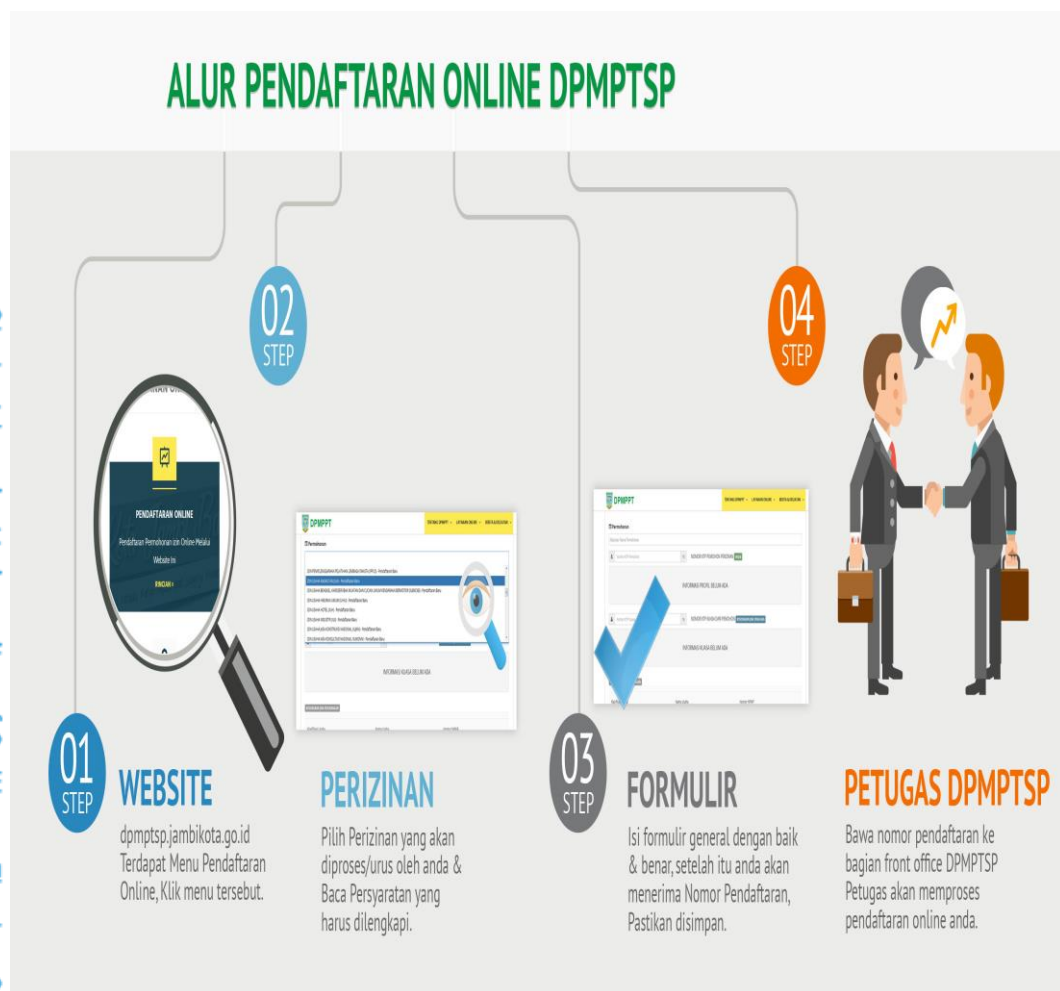 ALUR PENDAFTARAN ONLINE DPMPTSP
01
STEP
PENDAFTARAN ONLINE
Pendaftaran Permohonan Izin Online Melalui
Website Ini
RINCIAN >
WEBSITE
dpmptsp.jambikota.go.id
Terdapat Menu Pendaftaran
Online, Klik menu tersebut.
02
STEP
DPMPPT
Permohonan
INFORMASI KUASA BELUM ADA
PERIZINAN
Pilih Perizinan yang akan
diproses/urus oleh anda &
Baca Persyaratan yang
harus dilengkapi.
03
STEP
DPMPPT
Permohonan
INFORMASI PROFIL BELUM ADA
INFORMASI KUASA BELUM ADA
FORMULIR
Isi formulir general dengan baik
& benar, setelah itu anda akan
menerima Nomor Pendaftaran,
Pastikan disimpan.
04
STEP
PETUGAS DPMPTSP
Bawa nomor pendaftaran ke
bagian front office DPMPTSP
Petugas akan memproses
pendaftaran online anda.